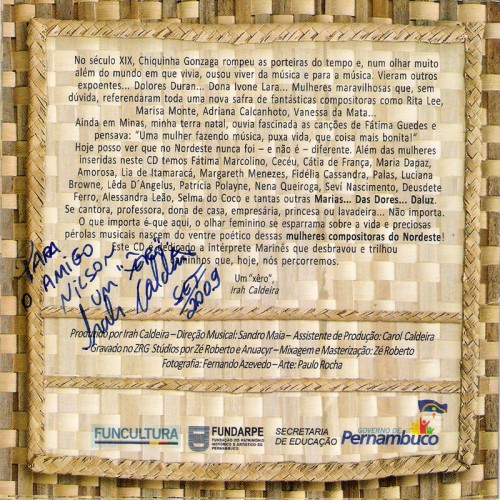 No século XIX, Chiquinha Gonzaga rompeu as porteiras do tempo e, num olhar muito
além do mundo em que vivia, ousou viver da música e para a música. Vieram outros
expoentes... Dolores Duran... Dona Ivone Lara... Mulheres maravilhosas que, sem
dúvida, referendaram toda uma nova safra de fantásticas compositoras como Rita Lee,
Marisa Monte, Adriana Calcanhoto, Vanessa da Mata...
Ainda em Minas, minha terra natal, ouvia fascinada as canções de Fátima Guedes e
pensava: "Uma mulher fazendo música, puxa vida, que coisa mais bonita!"
Hoje posso ver que no Nordeste nunca foi – e não é – diferente. Além das mulheres
inseridas neste CD temos Fátima Marcolino, Cecéu, Cátia de França, Maria Dapaz,
Amorosa, Lia de Itamaracá, Margareth Menezes, Fidélia Cassandra, Palas, Luciana
Browne, Lêda D´Angelus, Patrícia Polayne, Nena Queiroga, Seví Nascimento, Deusdete
Ferro, Alessandra Leão, Selma do Coco e tantas outras Marias... Das Dores... Daluz.
Se cantora, professora, dona de casa, empresária, princesa ou lavadeira... Não importa.
O que importa é que aqui, o olhar feminino se esparrama sobre a vida e preciosas
pérolas musicais nascem do ventre poético dessas mulheres compositoras do Nordeste!
Este CD é dedicado a intérprete Marinês que desbravou e trilhou
caminhos que, hoje, nós percorremos.
Um "xêro",
Irah Caldeira
PARA
O AMIGO
NILSON
UM "XÊRO"
Irah Caldeira
SET
2009
Produzido por Irah Caldeira – Direção Musical: Sandro Maia – Assistente de Produção: Carol Caldeira
Gravado no ZRG Stúdios por Zé Roberto e Anuacyr – Mixagem e Masterização: Zé Roberto
Fotografia: Fernando Azevedo – Arte: Paulo Rocha
FUNCULTURA
FUNDARPE
FUNDAÇÃO DO PATRIMÔNIO
HISTÓRICO E ARTÍSTICO DE
PERNAMBUCO
SECRETARIA
DE EDUCAÇÃO
GOVERNO DE
Pernambuco